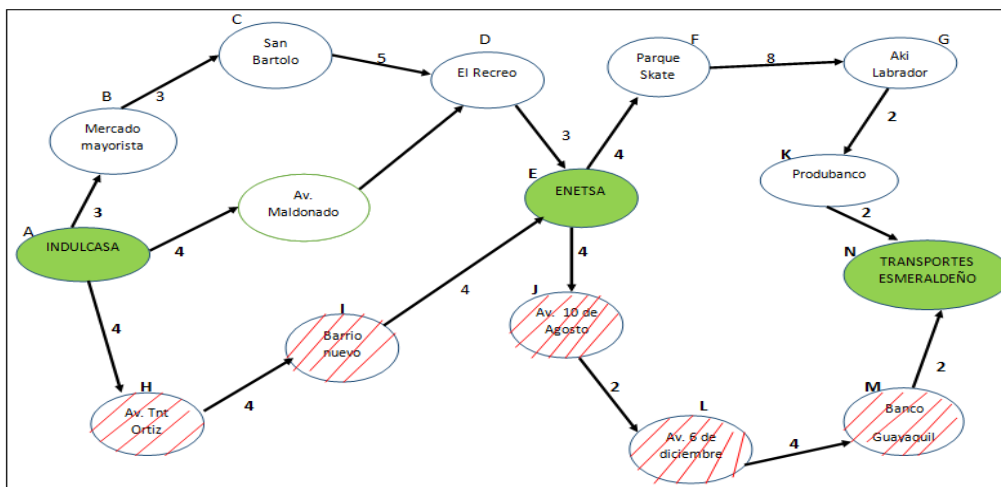 C
San
Bartolo
5
D
El Recreo
F
Parque
Skate
8
G
Aki
Labrador
B
Mercado
mayorista
3
3
3
4
2
K
Produbanco
2
E
ENETSA
Av.
Maldonado
4
A
INDULCASA
N
TRANSPORTES
ESMERALDEÑO
4
4
4
I
Barrio
nuevo
J
Av. 10 de
Agosto
H
Av. Tnt
Ortiz
4
2
L
Av. 6 de
diciembre
4
M
Banco
Guayaquil
2